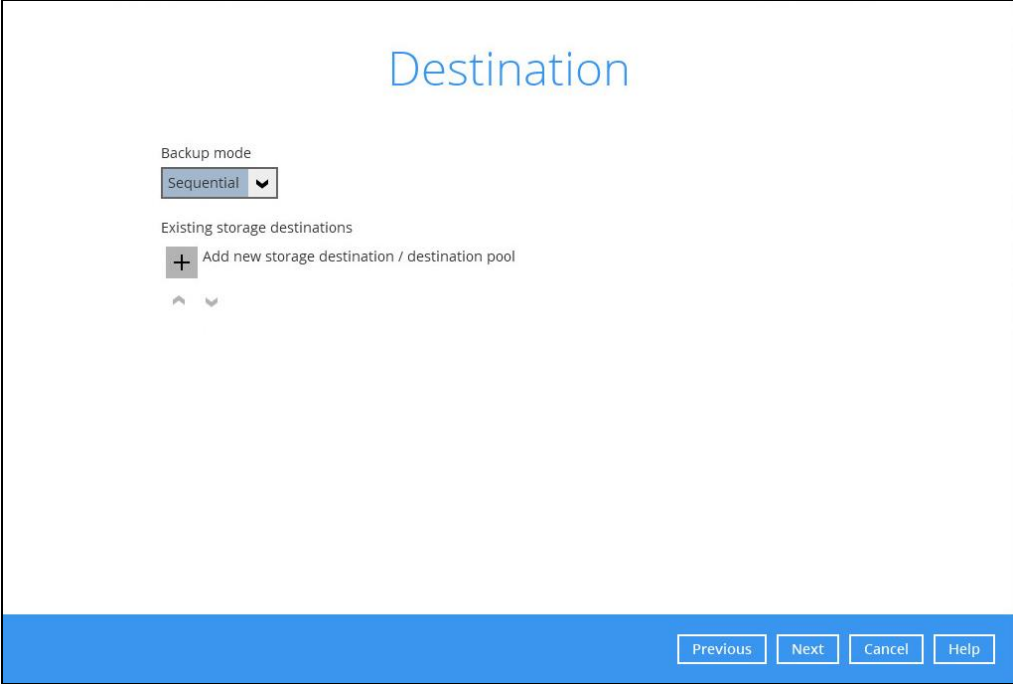 Destination
Backup mode
Sequential
Existing storage destinations
Add new storage destination / destination pool
Previous Next Cancel Help